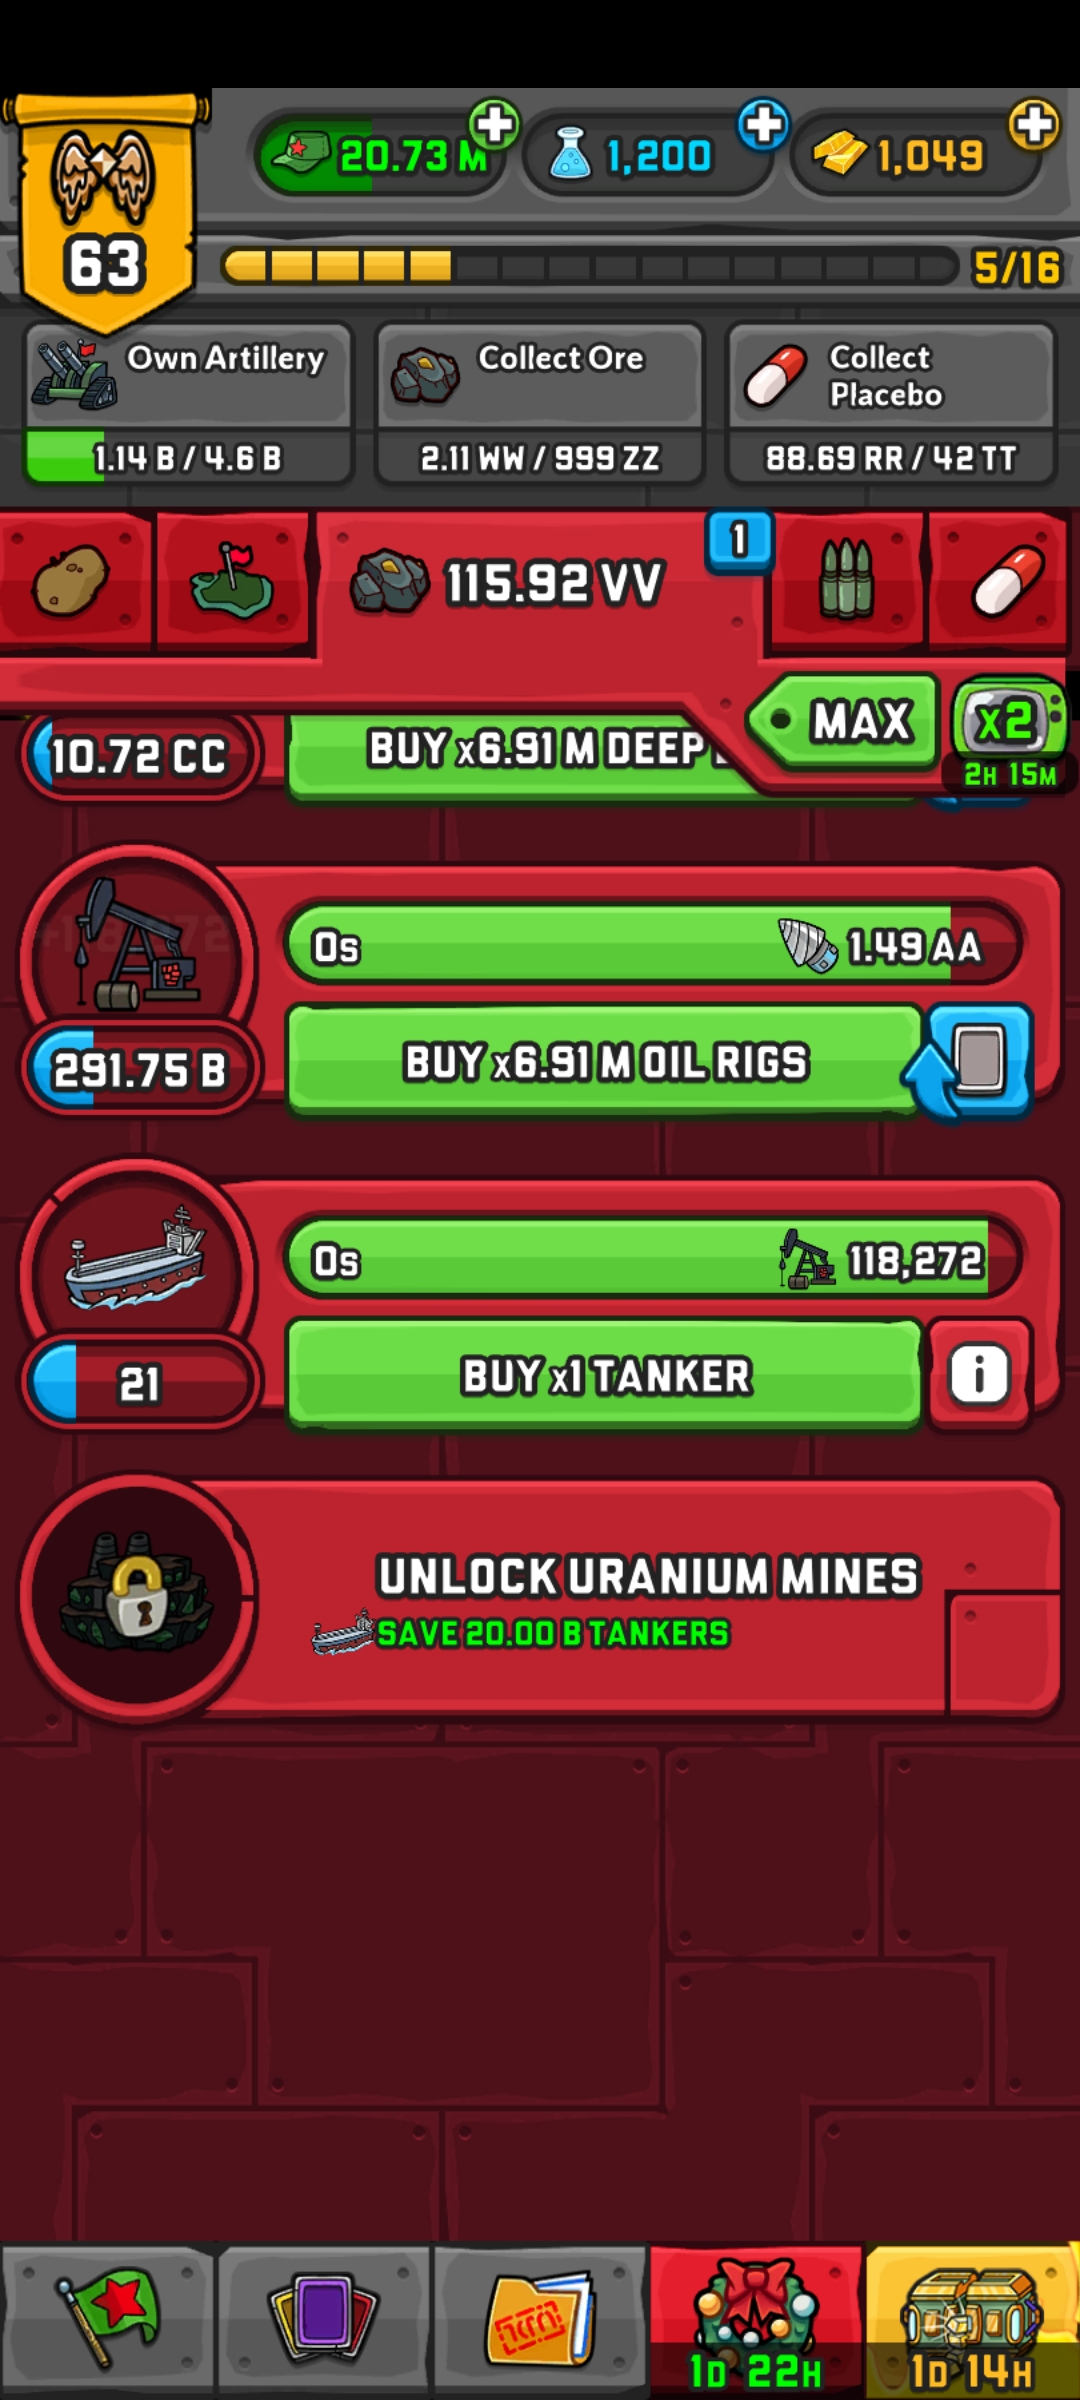 20.73 M
1,200
1,049
63
5/16
Own Artillery
1.14 B / 4.6 B
Collect Ore
2.11 WW / 999 ZZ
Collect
Placebo
88.69 RR / 42 TT
115.92 VV
1
MAX
x2
2H 15M
10.72 CC
BUY x6.91 M DEEP
0s
1.49 AA
291.75 B
BUY x6.91 M OIL RIGS
0s
118,272
21
BUY x1 TANKER
i
UNLOCK URANIUM MINES
SAVE 20.00 B TANKERS
1D 22H
1D 14H